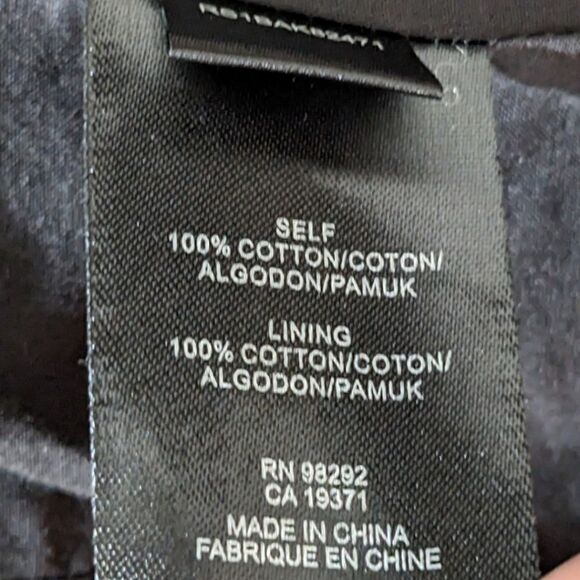 SELF
100% COTTON/COTON/
ALGODON/PAMUK
LINING
100% COTTON/COTON/
ALGODON/PAMUK
RN 98292
CA 19371
MADE IN CHINA
FABRIQUE EN CHINE